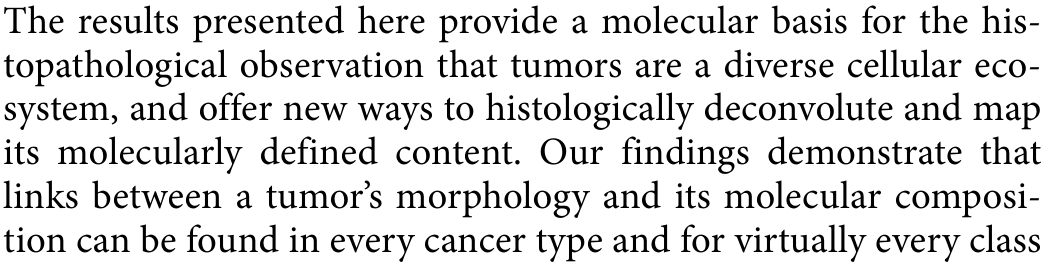 The results presented here provide a molecular basis for the his-
topathological observation that tumors are a diverse cellular eco-
system, and offer new ways to histologically deconvolute and map
its molecularly defined content. Our findings demonstrate that
links between a tumor’s morphology and its molecular composi-
tion can be found in every cancer type and for virtually every class